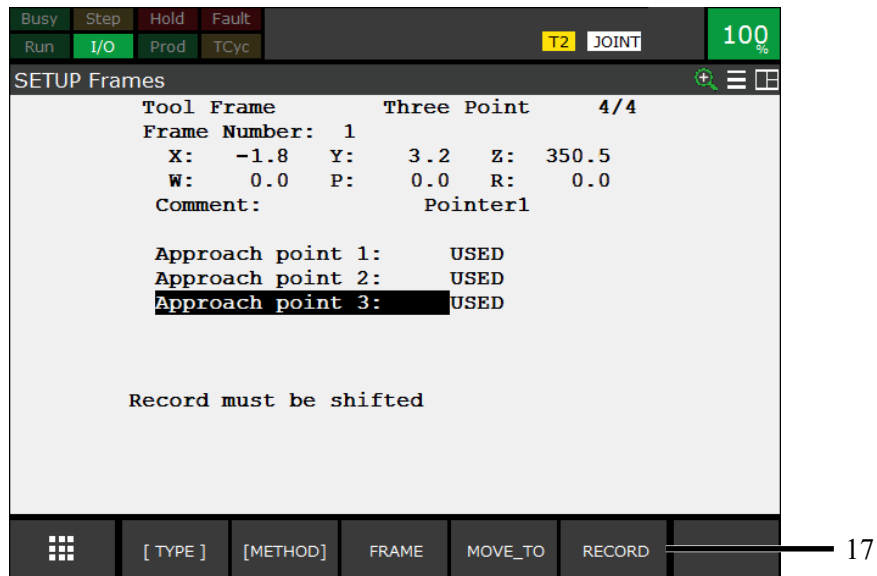 Busy Step Hold Fault
Run I/O Prod TCyc T2 JOINT 100%
SETUP Frames
Tool Frame Three Point 4/4
Frame Number: 1
X: -1.8 Y: 3.2 Z: 350.5
W: 0.0 P: 0.0 R: 0.0
Comment: Pointer1
Approach point 1: USED
Approach point 2: USED
Approach point 3: USED
Record must be shifted
[ TYPE ] [METHOD] FRAME MOVE_TO RECORD 17